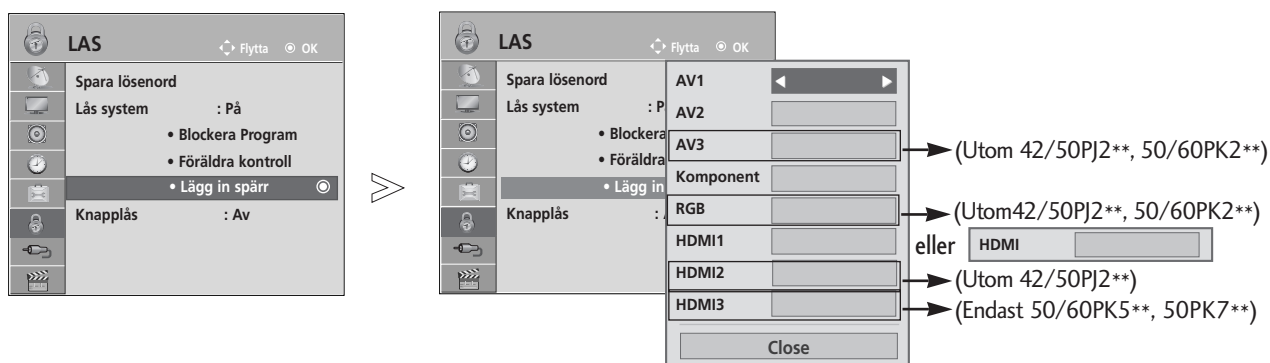 LAS
Flytta OK
Spara lösenord
Lås system : På
• Blockera Program
• Föräldra kontroll
• Lägg in spärr
Knapplås : Av
LAS
Flytta OK
Spara lösenord
Lås system : P
• Blockera
• Föräldra
• Lägg in
Knapplås : A
AV1
AV2
AV3
Komponent
RGB
HDMI1
HDMI2
HDMI3
Close
(Utom 42/50PJ2**, 50/60PK2**)
(Utom42/50PJ2**, 50/60PK2**)
eller HDMI
(Utom 42/50PJ2**)
(Endast 50/60PK5**, 50PK7**)